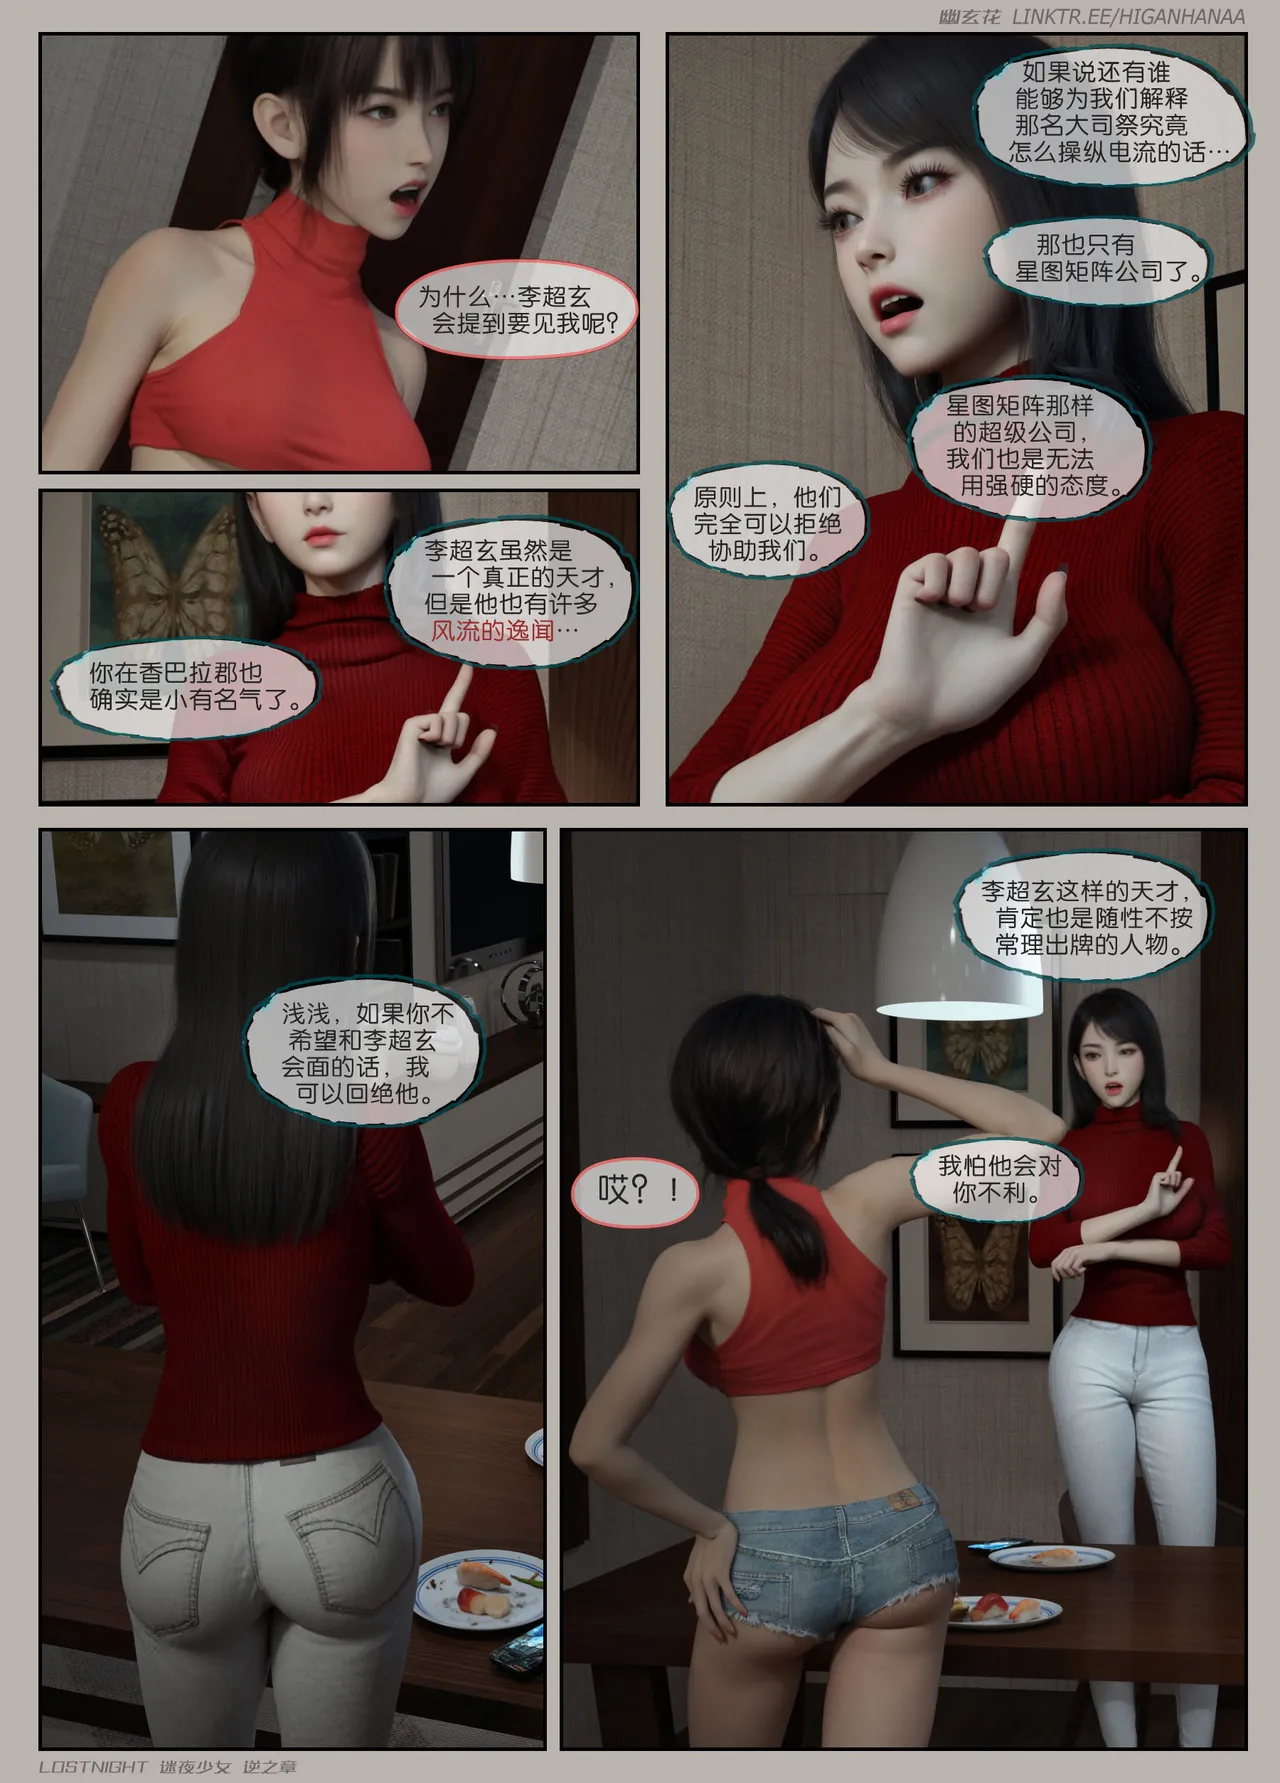 幽玄花 LINKTR.EE/HIGANHANAA
为什么…李超玄
会提到要见我呢?
如果说还有谁
能够为我们解释
那名大司祭究竟
怎么操纵电流的话…
那也只有
星图矩阵公司了。
星图矩阵那样
的超级公司,
我们也是无法
用强硬的态度。
原则上，他们
完全可以拒绝
协助我们。
李超玄虽然是
一个真正的天才,
但是他也有许多
风流的逸闻…
你在香巴拉郡也
确实是小有名气了。
浅浅，如果你不
希望和李超玄
会面的话，我
可以回绝他。
李超玄这样的天才,
肯定也是随性不按
常理出牌的人物。
我怕他会对
你不利。
哎？！
LOSTNIGHT 迷夜少女 逆之章